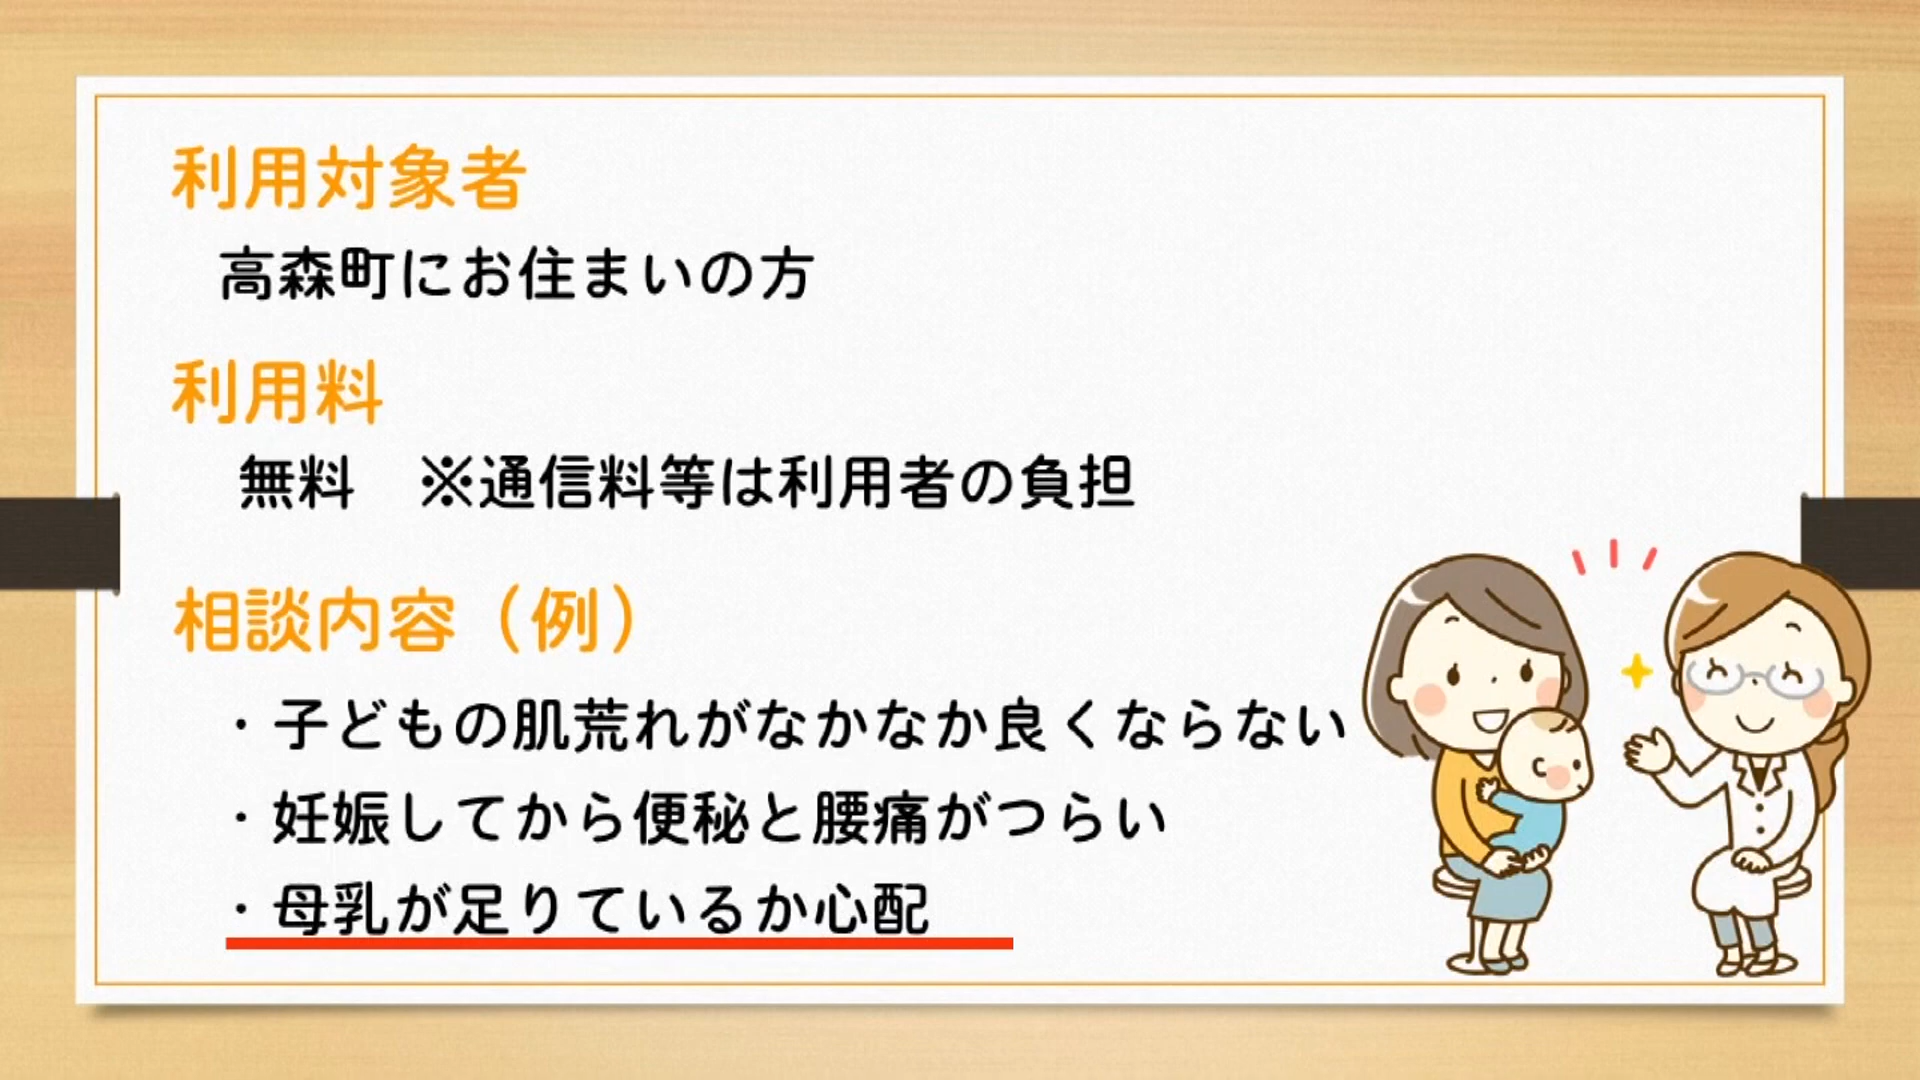 利用対象者
高森町にお住まいの方
利用料
無料　※通信料等は利用者の負担
相談内容（例）
・子どもの肌荒れがなかなか良くならない
・妊娠してから便秘と腰痛がつらい
・母乳が足りているか心配